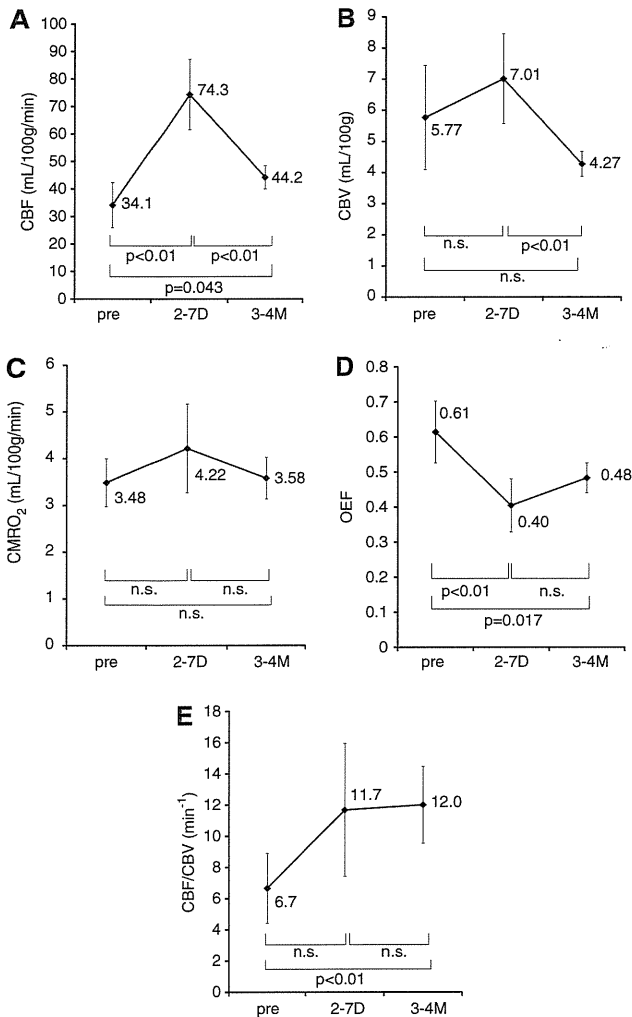 A
CBF (mL/100g/min)
100
90
80
70
60
50
40
30
20
10
0
34.1
74.3
44.2
p<0.01
p<0.01
p=0.043
pre
2-7D
3-4M
B
CBV (mL/100g)
9
8
7
6
5
4
3
2
1
0
5.77
7.01
4.27
n.s.
p<0.01
n.s.
pre
2-7D
3-4M
C
CMRO2 (mL/100g/min)
6
5
4
3
2
1
0
3.48
4.22
3.58
n.s.
n.s.
n.s.
pre
2-7D
3-4M
D
OEF
0.8
0.7
0.6
0.5
0.4
0.3
0.2
0.1
0
0.61
0.40
0.48
p<0.01
n.s.
p=0.017
pre
2-7D
3-4M
E
CBF/CBV (min-1)
18
16
14
12
10
8
6
4
2
0
6.7
11.7
12.0
n.s.
n.s.
p<0.01
pre
2-7D
3-4M